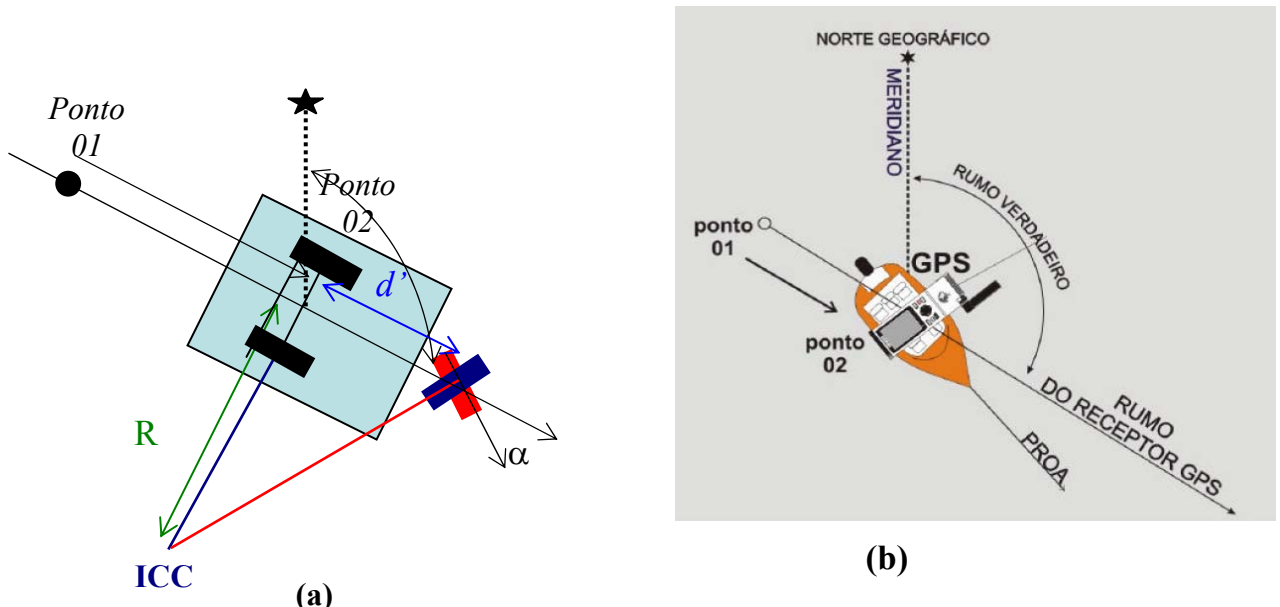 Ponto
01
Ponto
02
d’
R
α
ICC
(a)
NORTE GEOGRÁFICO
MERIDIANO
RUMO VERDADEIRO
ponto
01
GPS
ponto
02
RUMO
DO RECEPTOR GPS
PROA
(b)